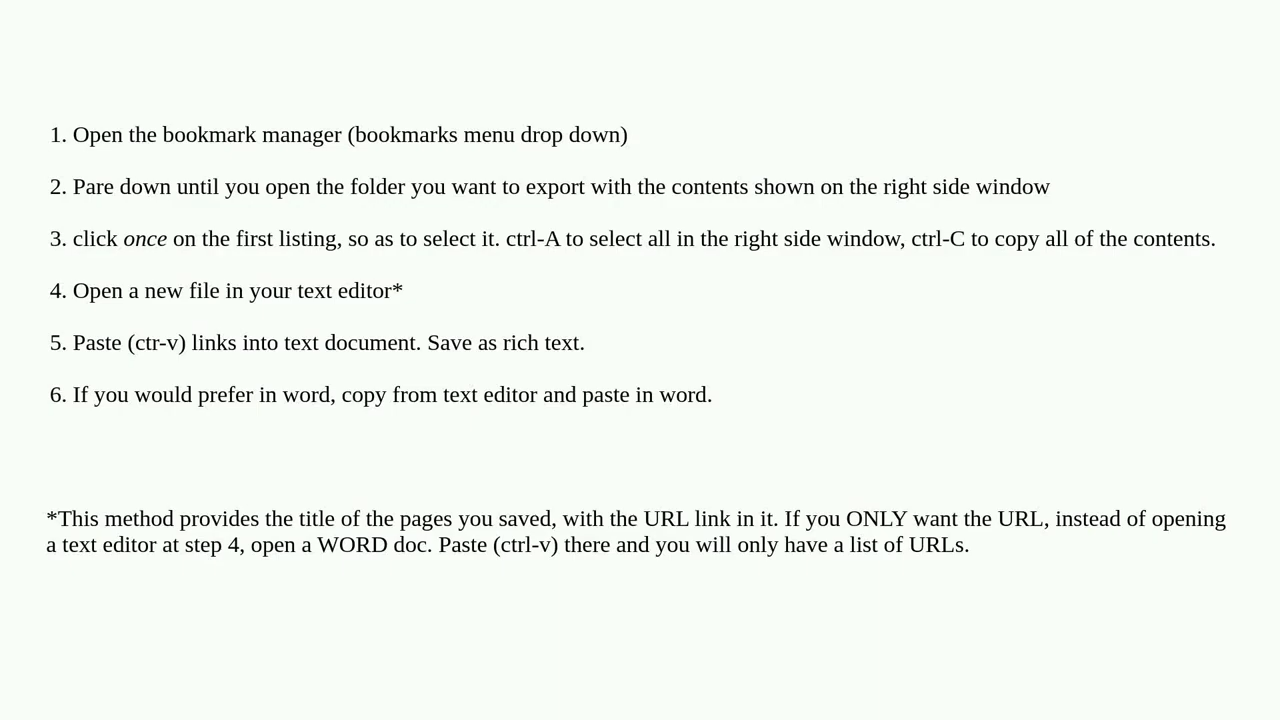 1. Open the bookmark manager (bookmarks menu drop down)
2. Pare down until you open the folder you want to export with the contents shown on the right side window
3. click once on the first listing, so as to select it. ctrl-A to select all in the right side window, ctrl-C to copy all of the contents.
4. Open a new file in your text editor*
5. Paste (ctr-v) links into text document. Save as rich text.
6. If you would prefer in word, copy from text editor and paste in word.
*This method provides the title of the pages you saved, with the URL link in it. If you ONLY want the URL, instead of opening
a text editor at step 4, open a WORD doc. Paste (ctrl-v) there and you will only have a list of URLs.